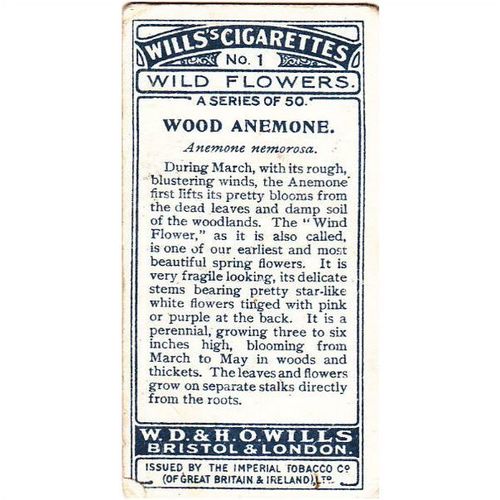 WILLS'S CIGARETTES
No. 1
WILD FLOWERS.
A SERIES OF 50.
WOOD ANEMONE.
Anemone nemorosa.
During March, with its rough,
blustering winds, the Anemone
first lifts its pretty blooms from
the dead leaves and damp soil
of the woodlands. The "Wind
Flower," as it is also called,
is one of our earliest and most
beautiful spring flowers. It is
very fragile looking, its delicate
stems bearing pretty star-like
white flowers tinged with pink
or purple at the back. It is a
perennial, growing three to six
inches high, blooming from
March to May in woods and
thickets. The leaves and flowers
grow on separate stalks directly
from the roots.
W.D. & H.O. WILLS
BRISTOL & LONDON.
ISSUED BY THE IMPERIAL TOBACCO Co
(OF GREAT BRITAIN & IRELAND) LTD.